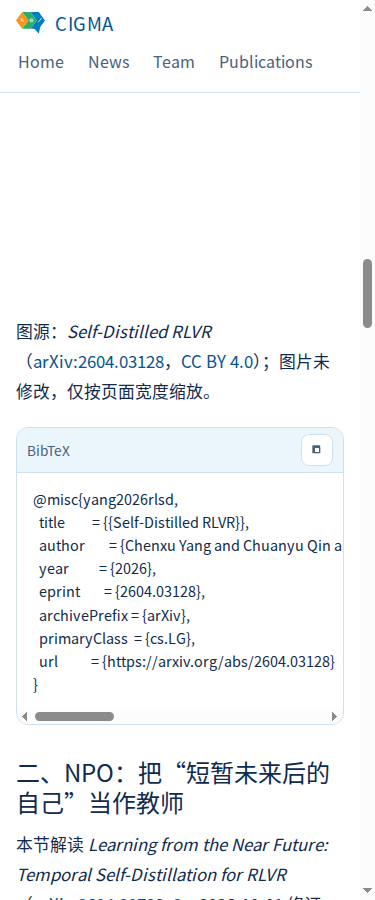 CIGMA
Home News Team Publications
图源：Self-Distilled RLVR
（arXiv:2604.03128，CC BY 4.0）；图片未
修改，仅按页面宽度缩放。
BibTeX
@misc{yang2026rlsd,
title = {{Self-Distilled RLVR}},
author = {Chenxu Yang and Chuanyu Qin a
year = {2026},
eprint = {2604.03128},
archivePrefix = {arXiv},
primaryClass = {cs.LG},
url = {https://arxiv.org/abs/2604.03128}
}
二、NPO：把“短暂未来后的
自己”当作教师
本节解读 Learning from the Near Future:
Temporal Self-Distillation for RLVR